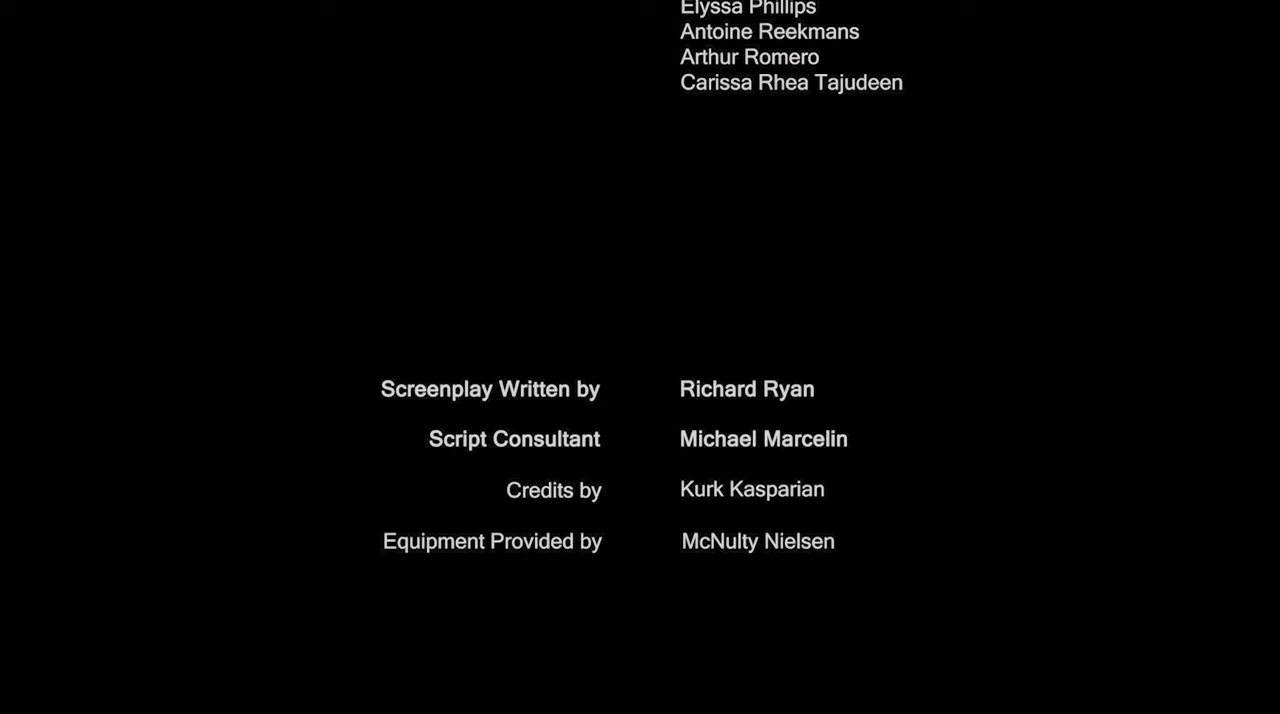 Elyssa Phillips
Antoine Reekmans
Arthur Romero
Carissa Rhea Tajudeen
Screenplay Written by Richard Ryan
Script Consultant Michael Marcelin
Credits by Kurk Kasparian
Equipment Provided by McNulty Nielsen